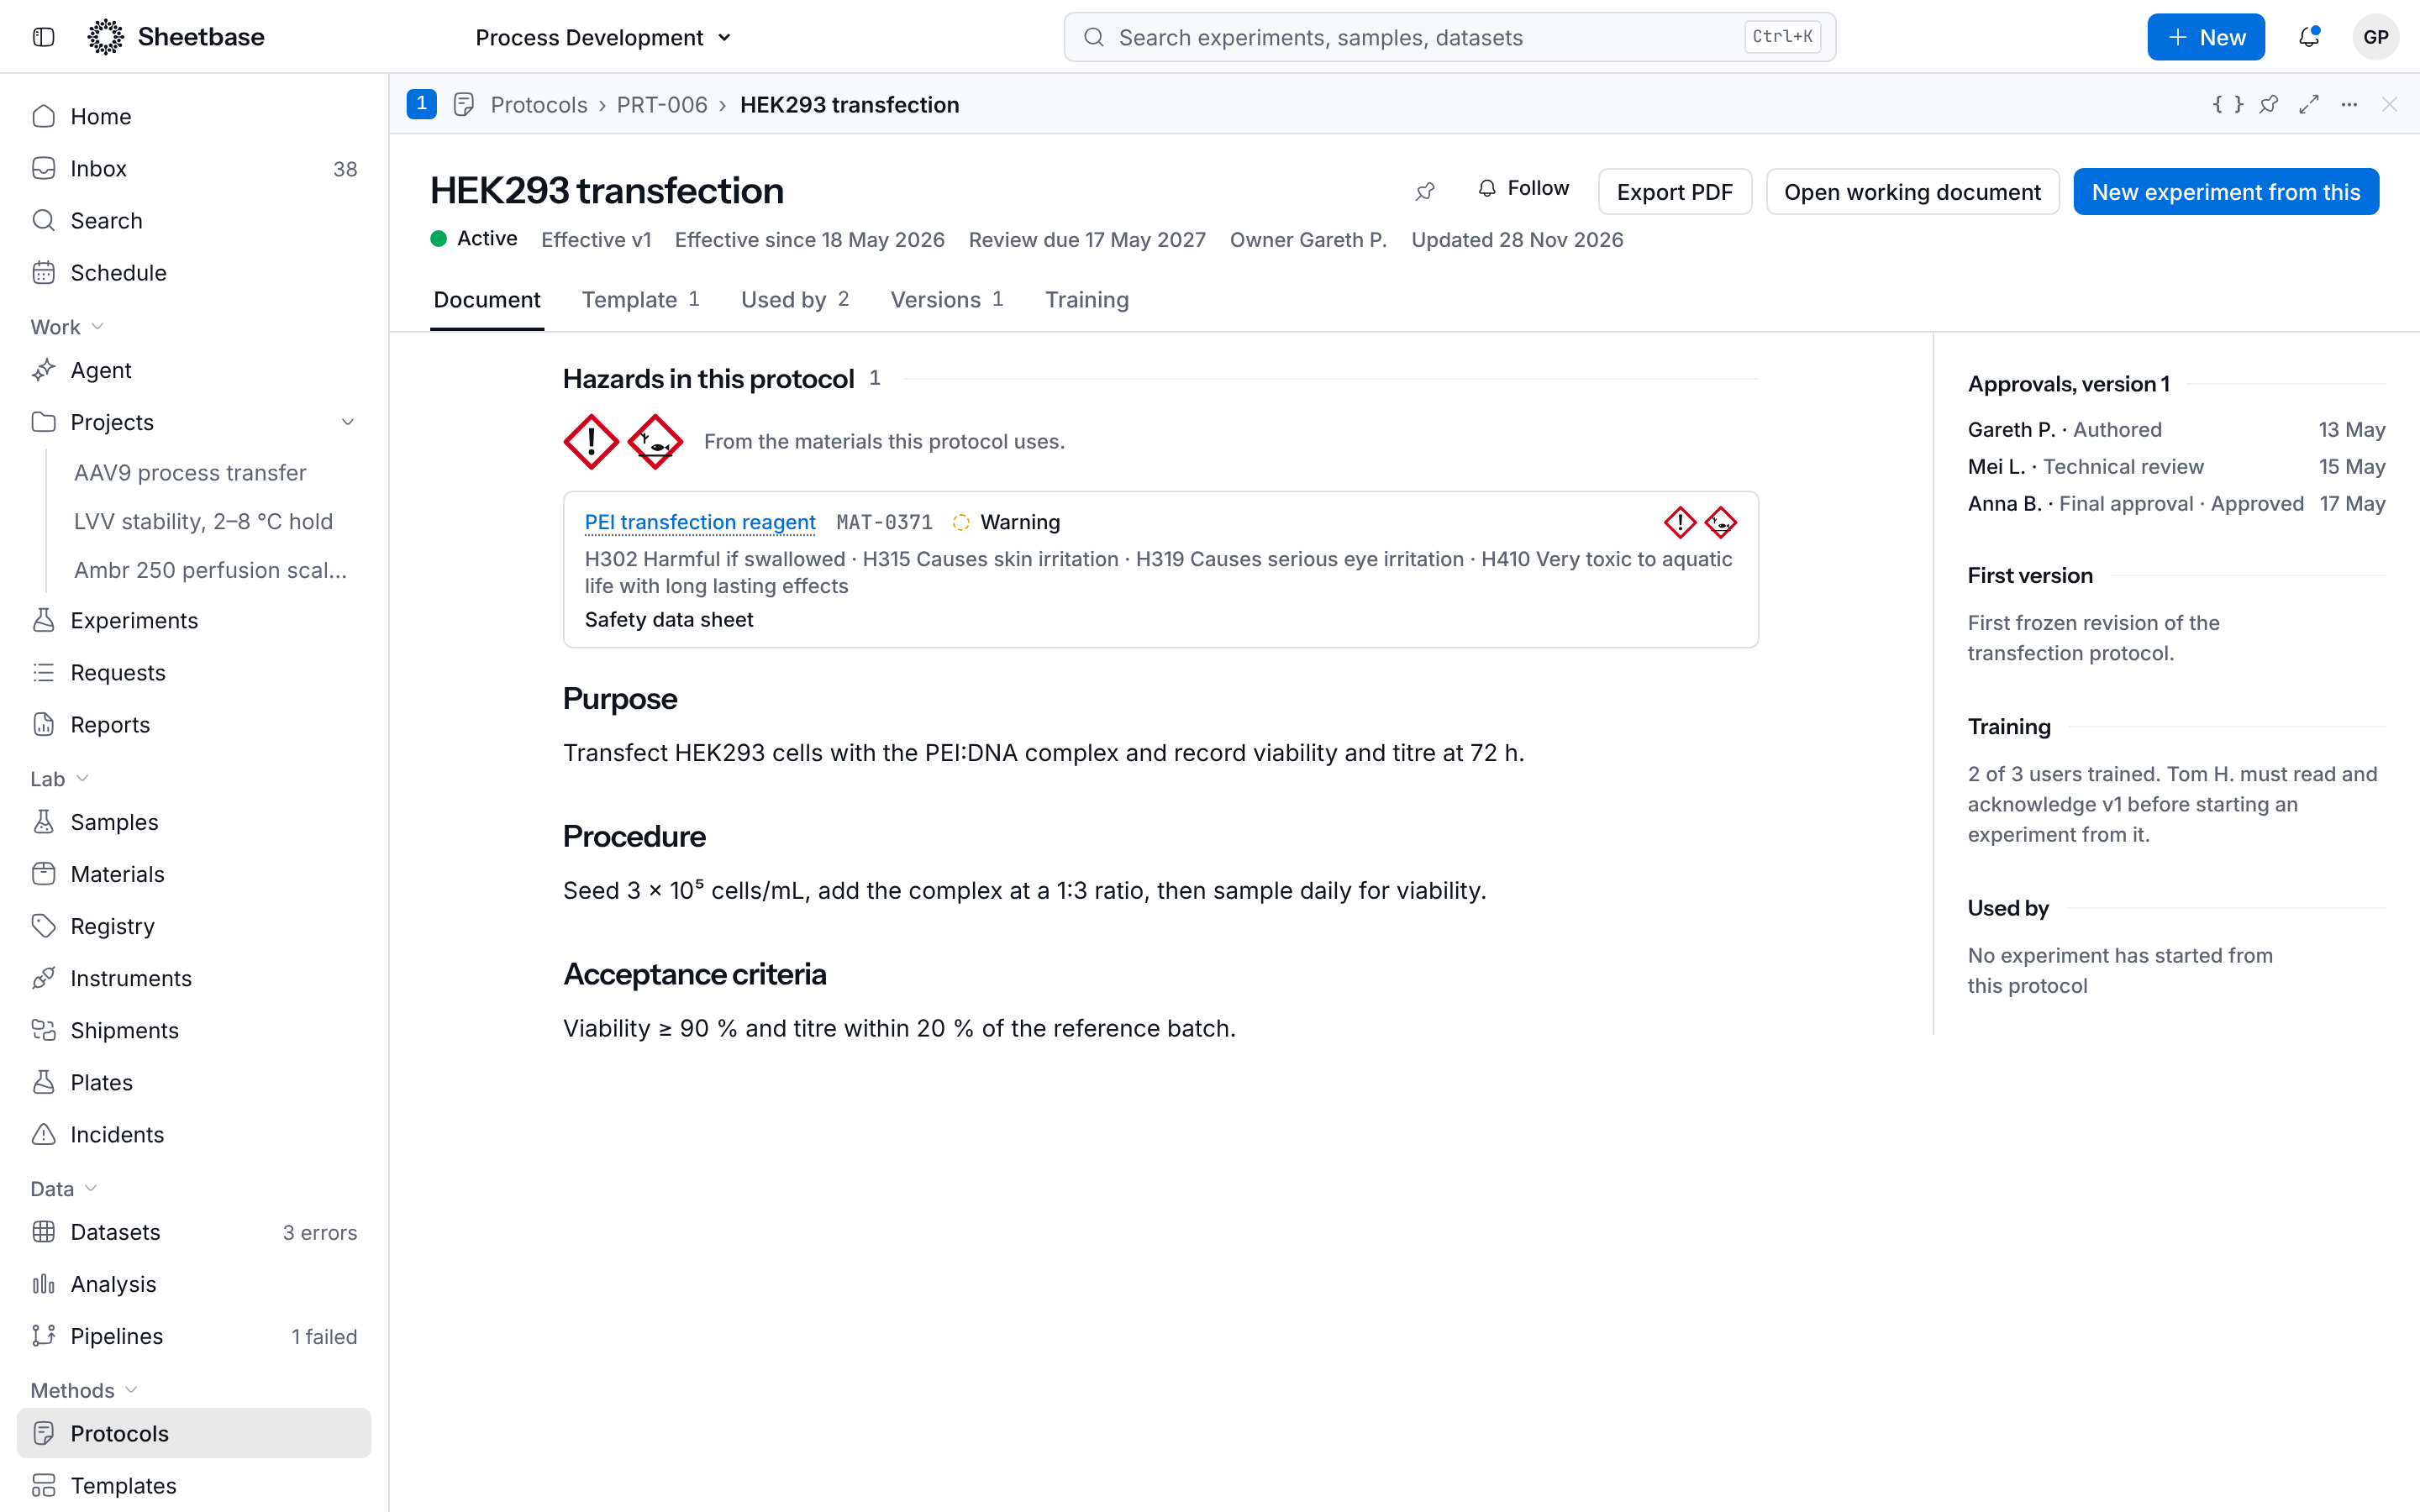 Sheetbase
Process Development
Search experiments, samples, datasets
Ctrl+K
New
GP
Home
Inbox 38
Search
Schedule
Work
Agent
Projects
AAV9 process transfer
LVV stability, 2–8 °C hold
Ambr 250 perfusion scal...
Experiments
Requests
Reports
Lab
Samples
Materials
Registry
Instruments
Shipments
Plates
Incidents
Data
Datasets 3 errors
Analysis
Pipelines 1 failed
Methods
Protocols
Templates
1 Protocols › PRT-006 › HEK293 transfection
{ }
HEK293 transfection
Follow
Export PDF
Open working document
New experiment from this
Active Effective v1 Effective since 18 May 2026 Review due 17 May 2027 Owner Gareth P. Updated 28 Nov 2026
Document Template 1 Used by 2 Versions 1 Training
Hazards in this protocol 1
From the materials this protocol uses.
PEI transfection reagent MAT-0371 Warning
H302 Harmful if swallowed · H315 Causes skin irritation · H319 Causes serious eye irritation · H410 Very toxic to aquatic
life with long lasting effects
Safety data sheet
Purpose
Transfect HEK293 cells with the PEI:DNA complex and record viability and titre at 72 h.
Procedure
Seed 3 × 10⁵ cells/mL, add the complex at a 1:3 ratio, then sample daily for viability.
Acceptance criteria
Viability ≥ 90 % and titre within 20 % of the reference batch.
Approvals, version 1
Gareth P. · Authored 13 May
Mei L. · Technical review 15 May
Anna B. · Final approval · Approved 17 May
First version
First frozen revision of the
transfection protocol.
Training
2 of 3 users trained. Tom H. must read and
acknowledge v1 before starting an
experiment from it.
Used by
No experiment has started from
this protocol